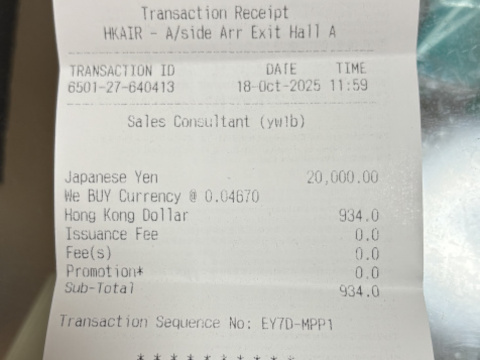 Transaction Receipt
HKAIR - A/side Arr Exit Hall A
TRANSACTION ID DATE TIME
6501-27-640413 18-Oct-2025 11:59
Sales Consultant (yw1b)
Japanese Yen 20,000.00
We BUY Currency @ 0.04670
Hong Kong Dollar 934.0
Issuance Fee 0.0
Fee(s) 0.0
Promotion* 0.0
Sub-Total 934.0
Transaction Sequence No: EY7D-MPP1
* * * * * * * * * *